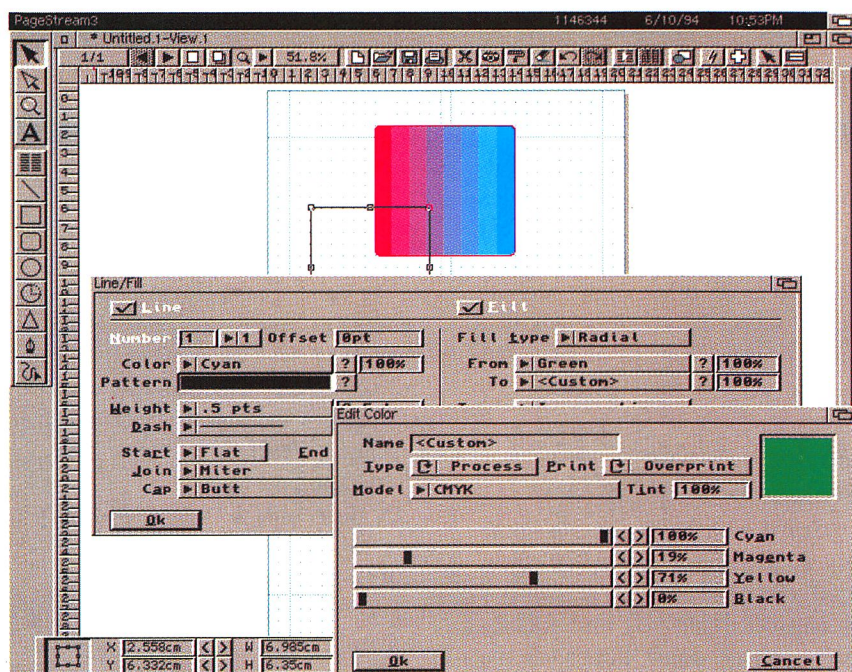 PageStream3 1146344 6/10/94 10:53PM
* Untitled.1-View.1
1/1 51.8%
Line/Fill
Line Fill
Number 1 1 Offset 0pt Fill type Radial
Color Cyan ? 100% From Green ? 100%
Pattern ? To <Custom> ? 100%
Weight .5 pts
Dash
Start Flat End
Join Miter
Cap Butt
Ok
Edit Color
Name <Custom>
Type Process Print Overprint
Model CMYK Tint 100%
100% Cyan
19% Magenta
71% Yellow
0% Black
Ok Cancel
X 2.558cm W 6.985cm
Y 6.332cm H 6.35cm